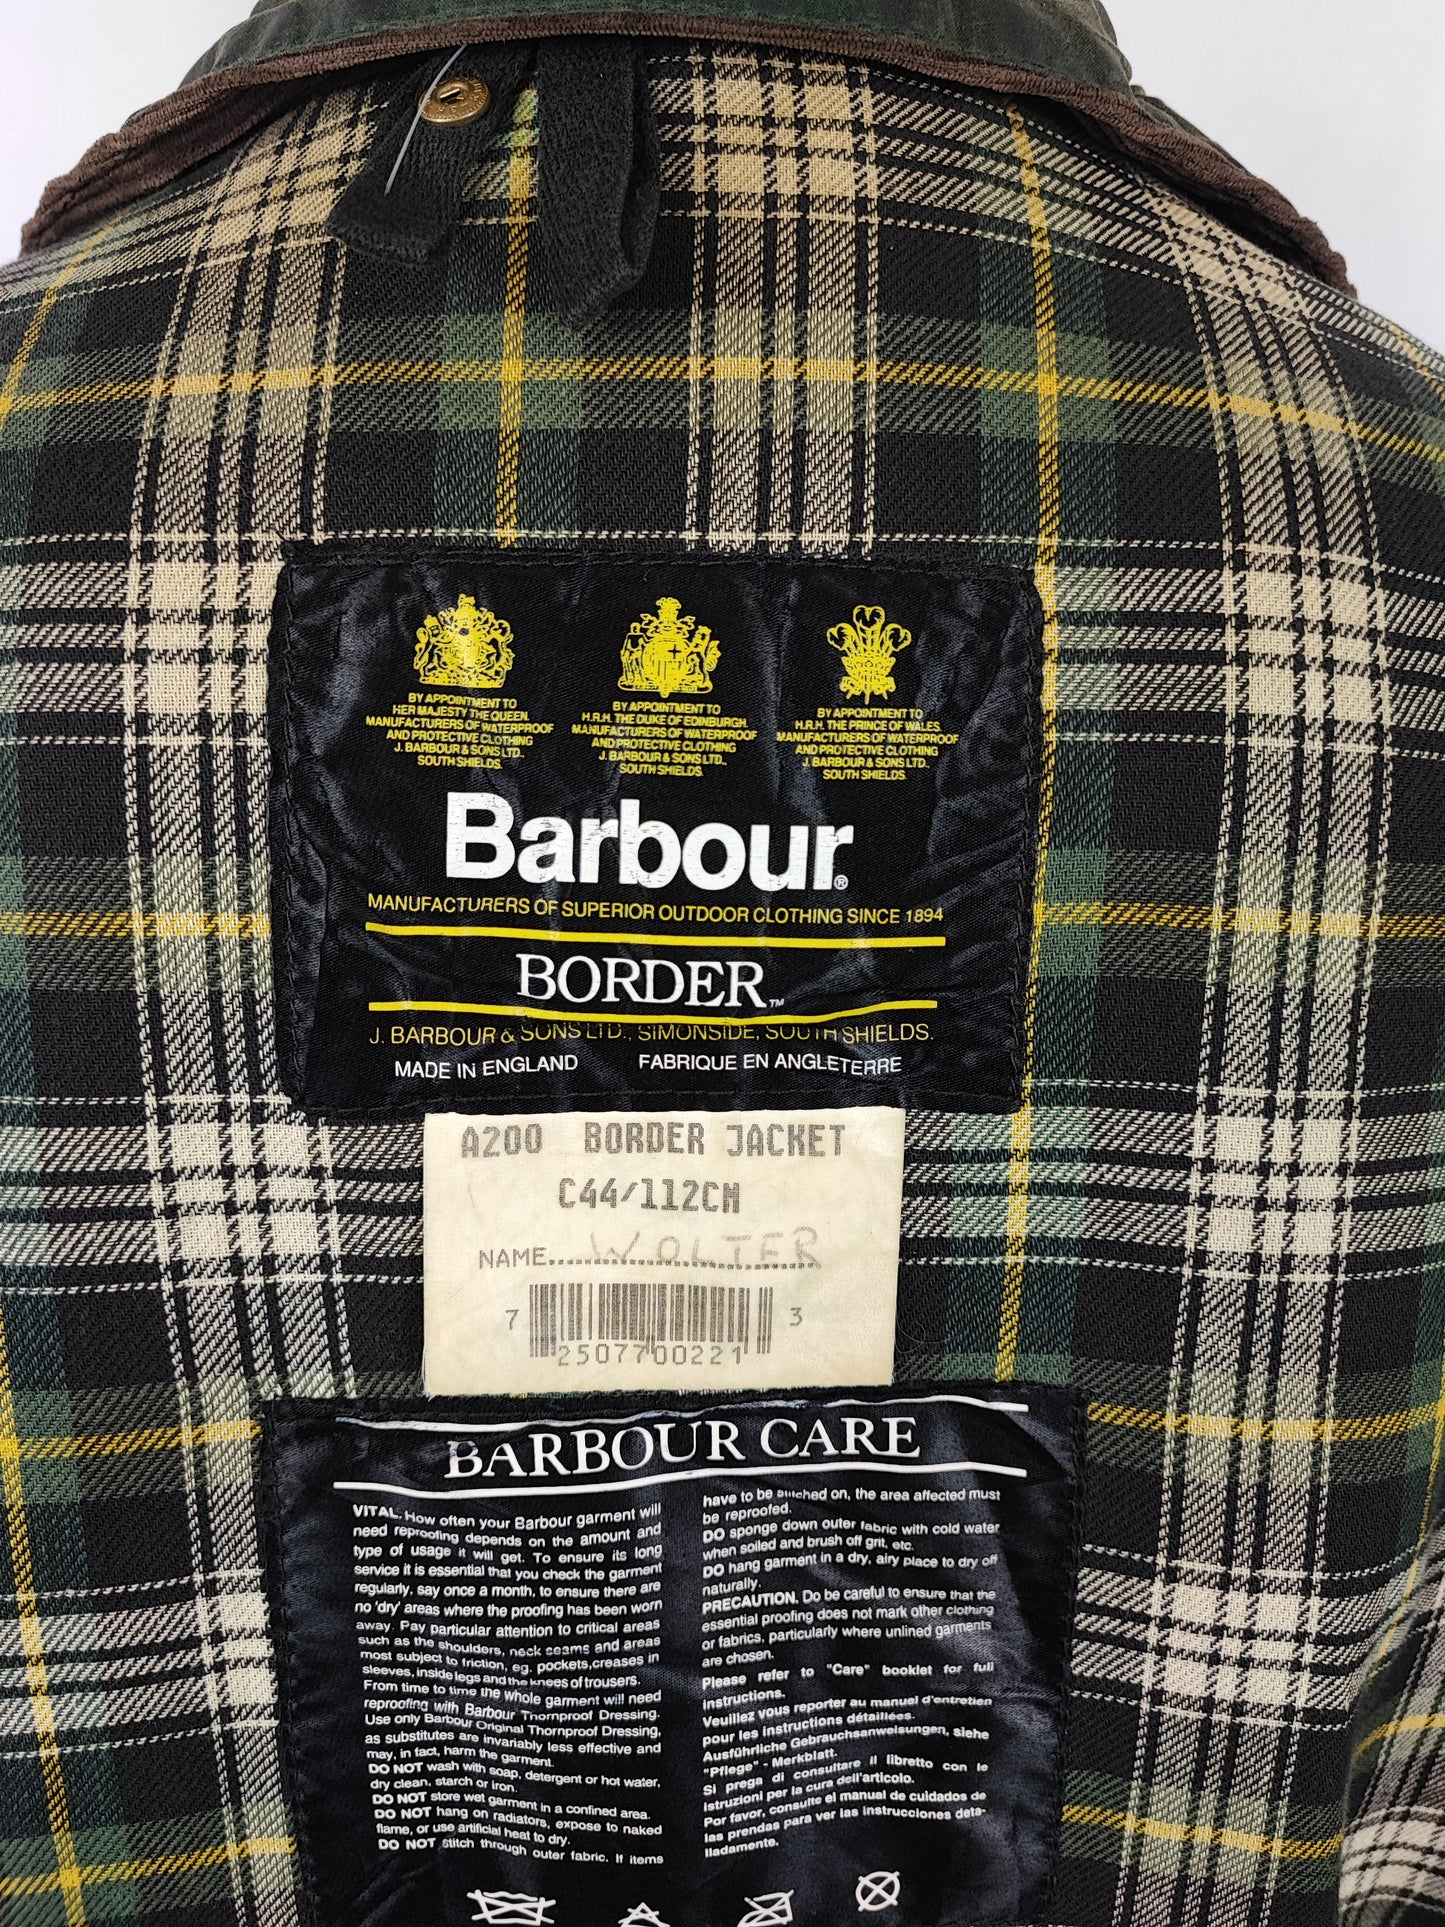 BY APPOINTMENT TO
HER MAJESTY THE QUEEN.
MANUFACTURERS OF WATERPROOF
AND PROTECTIVE CLOTHING
J. BARBOUR & SONS LTD.,
SOUTH SHIELDS.
BY APPOINTMENT TO
H.R.H. THE DUKE OF EDINBURGH.
MANUFACTURERS OF WATERPROOF
AND PROTECTIVE CLOTHING
J. BARBOUR & SONS LTD.,
SOUTH SHIELDS.
BY APPOINTMENT TO
H.R.H. THE PRINCE OF WALES.
MANUFACTURERS OF WATERPROOF
AND PROTECTIVE CLOTHING
J. BARBOUR & SONS LTD.,
SOUTH SHIELDS.
Barbour®
MANUFACTURERS OF SUPERIOR OUTDOOR CLOTHING SINCE 1894
BORDER™
J. BARBOUR & SONS LTD., SIMONSIDE, SOUTH SHIELDS.
MADE IN ENGLAND FABRIQUE EN ANGLETERRE
A200 BORDER JACKET
C44/112CM
NAME......WOLTER
7 3
2507700221
BARBOUR CARE
VITAL. How often your Barbour garment will
need reproofing depends on the amount and
type of usage it will get. To ensure its long
service it is essential that you check the garment
regularly, say once a month, to ensure there are
no 'dry' areas where the proofing has been worn
away. Pay particular attention to critical areas
such as the shoulders, neck seams and areas
most subject to friction, eg. pockets, creases in
sleeves, inside legs and the knees of trousers.
From time to time the whole garment will need
reproofing with Barbour Thornproof Dressing.
Use only Barbour Original Thornproof Dressing,
as substitutes are invariably less effective and
may, in fact, harm the garment.
DO NOT wash with soap, detergent or hot water,
dry clean, starch or iron.
DO NOT store wet garment in a confined area.
DO NOT hang on radiators, expose to naked
flame, or use artificial heat to dry.
DO NOT stitch through outer fabric. If items
have to be stitched on, the area affected must
be reproofed.
DO sponge down outer fabric with cold water
when soiled and brush off grit, etc.
DO hang garment in a dry, airy place to dry off
naturally.
PRECAUTION. Do be careful to ensure that the
essential proofing does not mark other clothing
or fabrics, particularly where unlined garments
are chosen.
Please refer to "Care" booklet for full
instructions.
Veuillez vous reporter au manuel d'entretien
pour les instructions détaillées.
Ausführliche Gebrauchsanweisungen, siehe
"Pflege" - Merkblatt.
Si prega di consultare il libretto con le
istruzioni per la cura dell'articolo.
Por favor, consulte el manual de cuidados de
las prendas para ver las instrucciones deta-
lladamente.